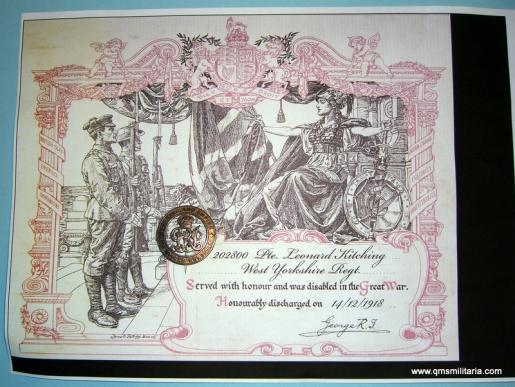 202800 Pte. Leonard Kitching
West Yorkshire Regt.
Served with honour and was disabled in the Great War.
Honourably discharged on 14/12/1918
George R.I.
www.qmsmilitaria.com